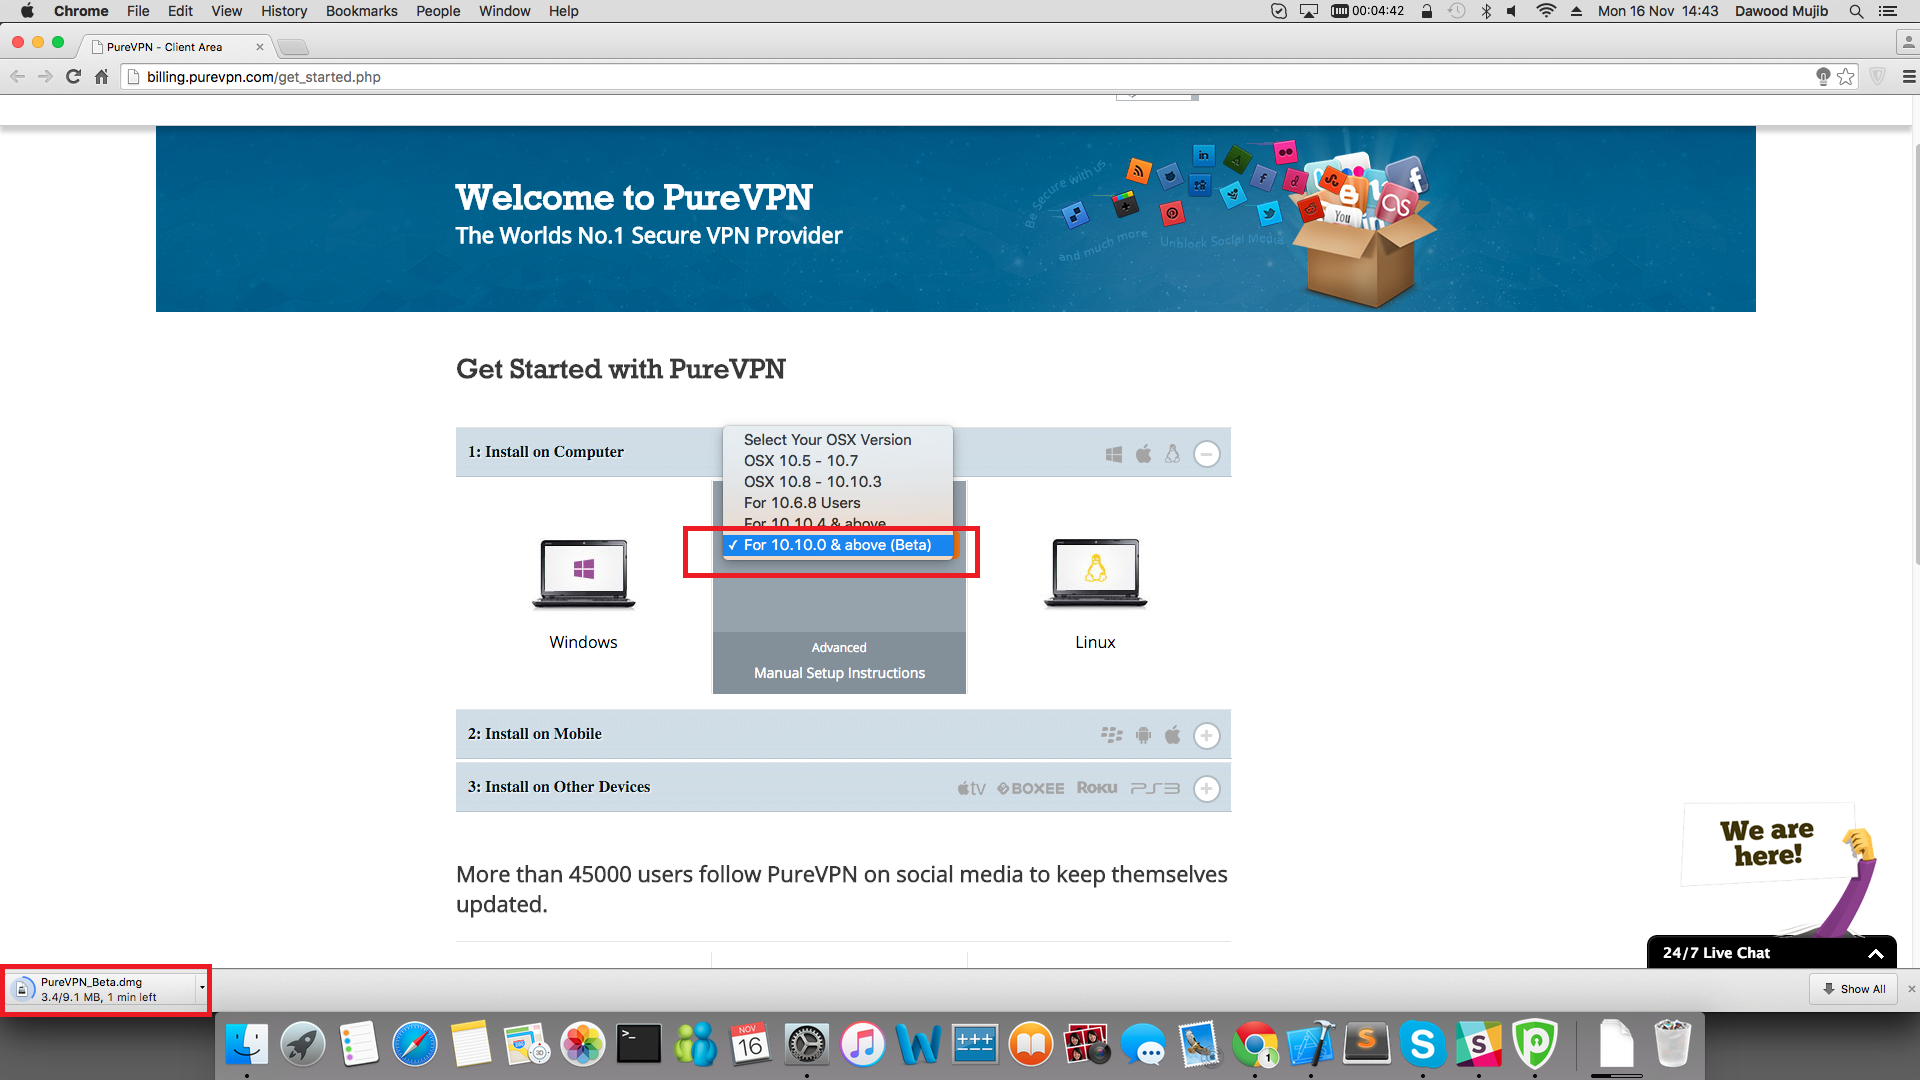 Chrome File Edit View History Bookmarks People Window Help 00:04:42 Mon 16 Nov 14:43 Dawood Mujib
PureVPN - Client Area
billing.purevpn.com/get_started.php
Welcome to PureVPN
The Worlds No.1 Secure VPN Provider
Be Secure with us
and much more
Unblock Social Media
You
Get Started with PureVPN
1: Install on Computer
Select Your OSX Version
OSX 10.5 - 10.7
OSX 10.8 - 10.10.3
For 10.6.8 Users
For 10.10.4 & above
✓ For 10.10.0 & above (Beta)
Windows
Advanced
Manual Setup Instructions
Linux
2: Install on Mobile
3: Install on Other Devices
tv BOXEE ROKU PS3
More than 45000 users follow PureVPN on social media to keep themselves
updated.
We are
here!
24/7 Live Chat
PureVPN_Beta.dmg
3.4/9.1 MB, 1 min left
Show All
NOV
16
1